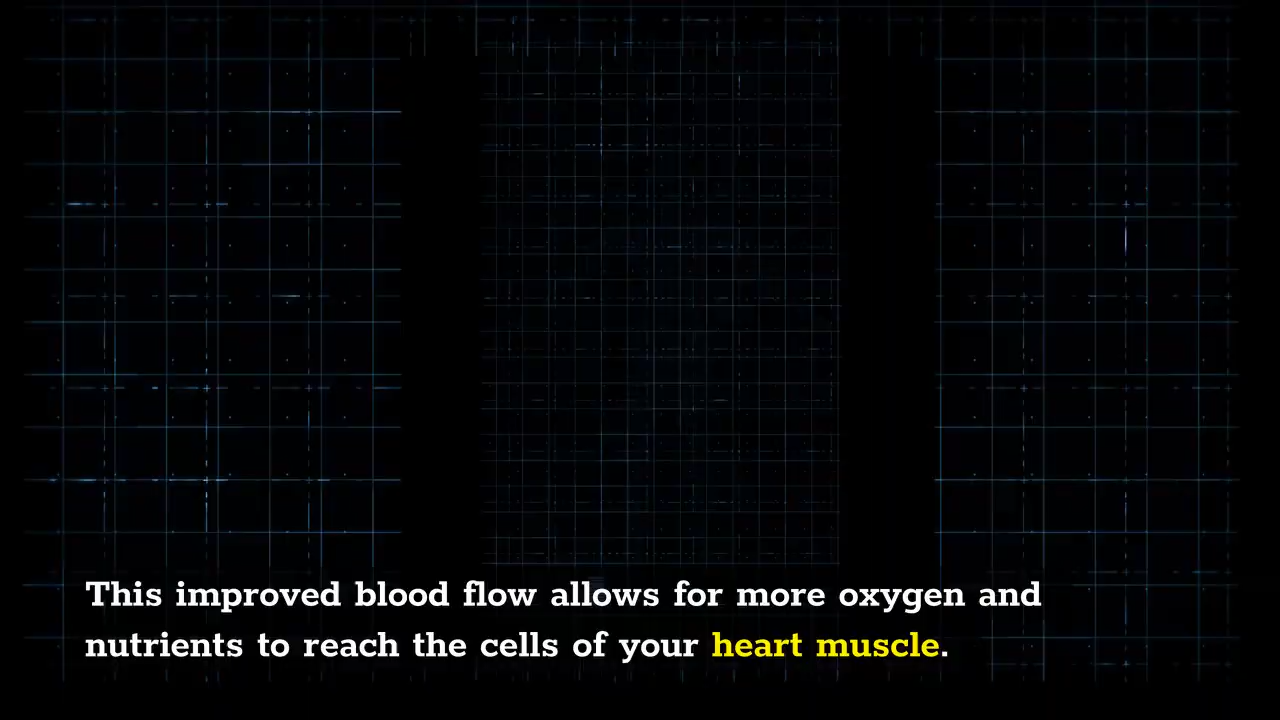 This improved blood flow allows for more oxygen and
nutrients to reach the cells of your heart muscle.